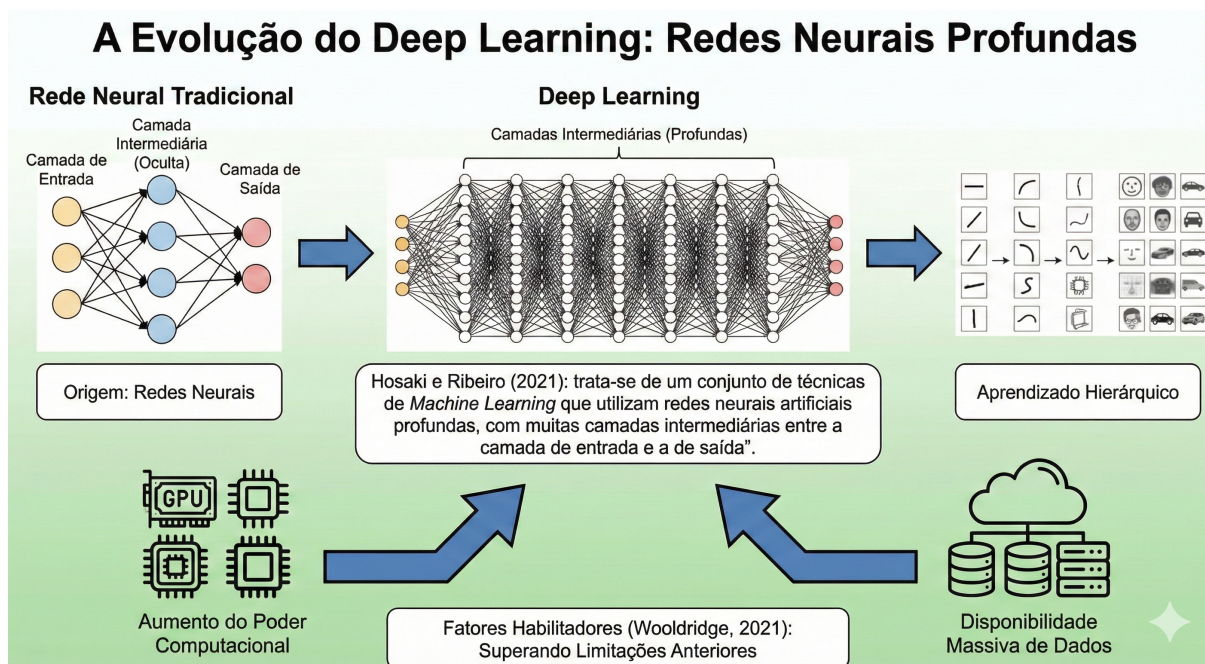 A Evolução do Deep Learning: Redes Neurais Profundas
Rede Neural Tradicional
Camada de
Entrada
Camada
Intermediária
(Oculta)
Camada de
Saída
Origem: Redes Neurais
Deep Learning
Camadas Intermediárias (Profundas)
Hosaki e Ribeiro (2021): trata-se de um conjunto de técnicas
de Machine Learning que utilizam redes neurais artificiais
profundas, com muitas camadas intermediárias entre a
camada de entrada e a de saída”.
Aprendizado Hierárquico
GPU
Aumento do Poder
Computacional
Fatores Habilitadores (Wooldridge, 2021):
Superando Limitações Anteriores
Disponibilidade
Massiva de Dados